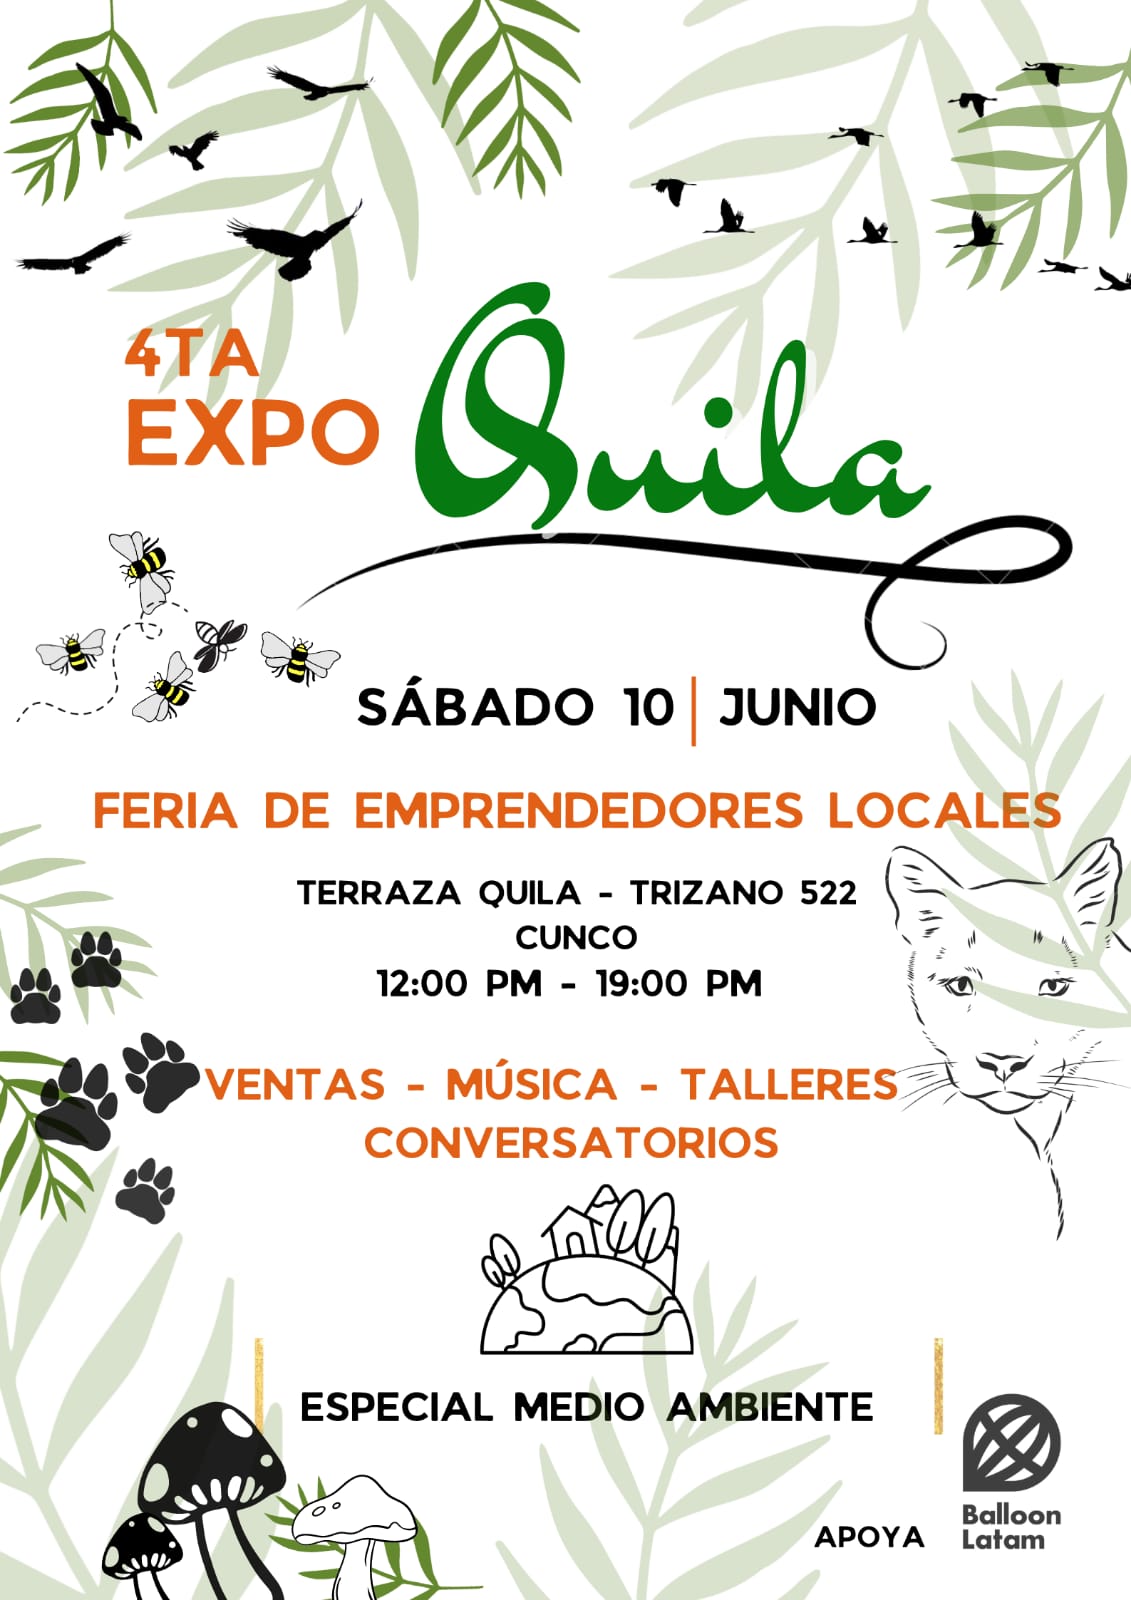 4TA
EXPO Quila
SÁBADO 10 | JUNIO
FERIA DE EMPRENDEDORES LOCALES
TERRAZA QUILA - TRIZANO 522
CUNCO
12:00 PM - 19:00 PM
VENTAS - MÚSICA - TALLERES
CONVERSATORIOS
ESPECIAL MEDIO AMBIENTE
APOYA
Balloon
Latam